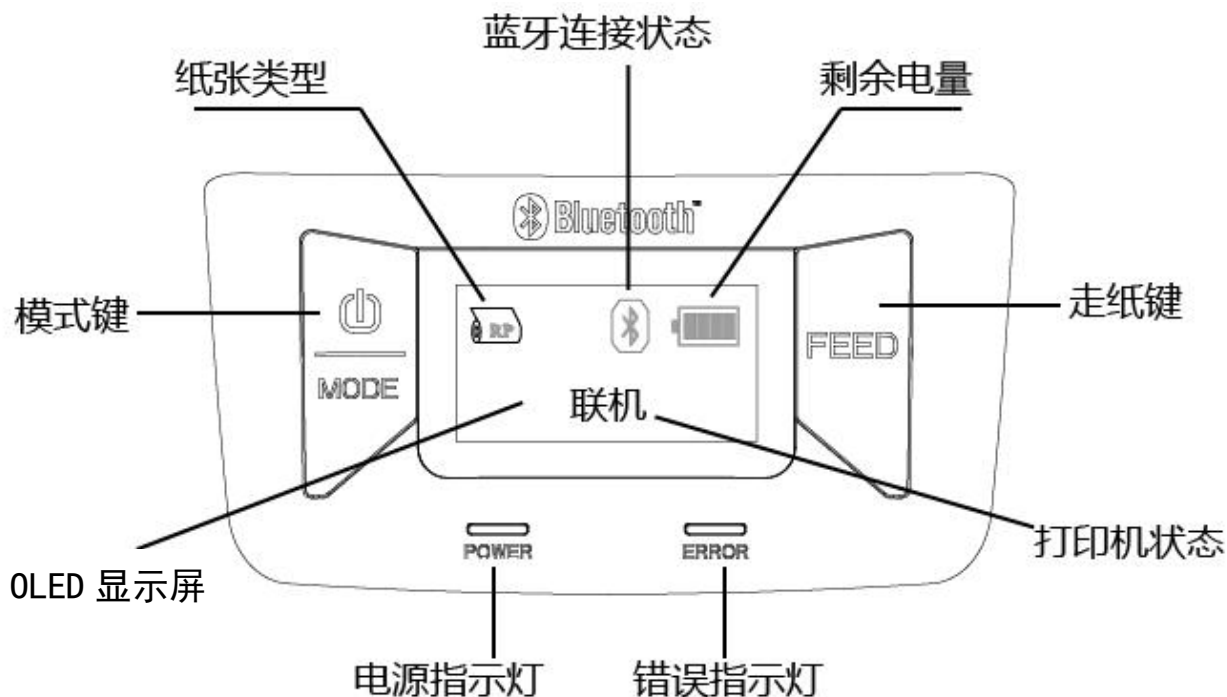 蓝牙连接状态
纸张类型
剩余电量
Bluetooth™
模式键
走纸键
RP
FEED
MODE
联机
POWER
ERROR
打印机状态
OLED 显示屏
电源指示灯
错误指示灯